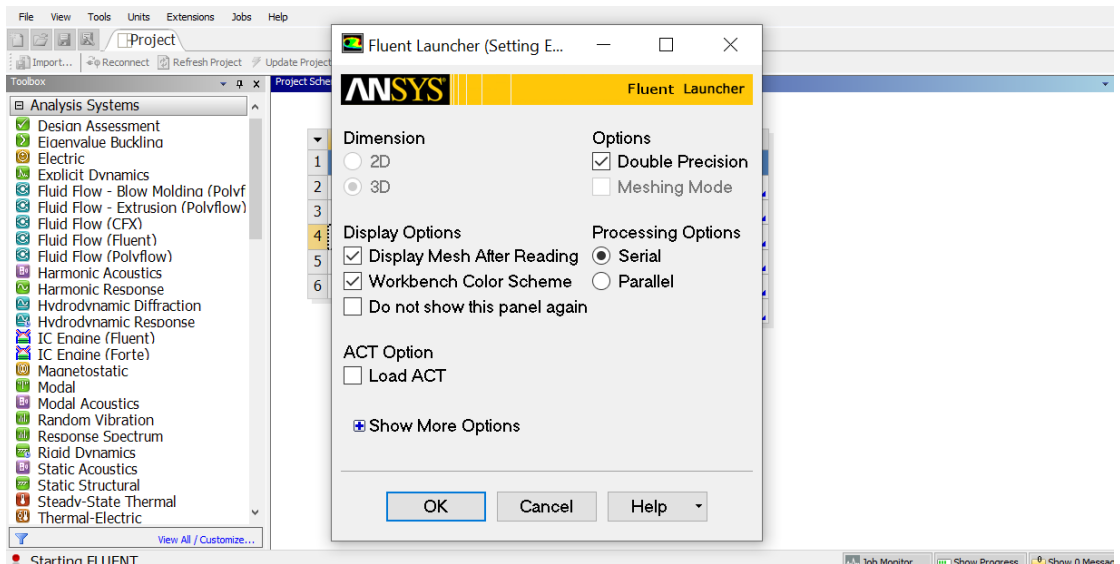 File View Tools Units Extensions Jobs Help
Project
Import... Reconnect Refresh Project Update Project
Toolbox
Project Sche
Analysis Systems
Design Assessment
Eigenvalue Buckling
Electric
Explicit Dynamics
Fluid Flow - Blow Molding (Polyf
Fluid Flow - Extrusion (Polyflow)
Fluid Flow (CFX)
Fluid Flow (Fluent)
Fluid Flow (Polyflow)
Harmonic Acoustics
Harmonic Response
Hydrodynamic Diffraction
Hydrodynamic Response
IC Engine (Fluent)
IC Engine (Forte)
Magnetostatic
Modal
Modal Acoustics
Random Vibration
Response Spectrum
Rigid Dynamics
Static Acoustics
Static Structural
Steady-State Thermal
Thermal-Electric
View All / Customize...
Starting FLUENT
1
2
3
4
5
6
Fluent Launcher (Setting E...
ANSYS Fluent Launcher
Dimension
2D
3D
Options
Double Precision
Meshing Mode
Display Options
Display Mesh After Reading
Workbench Color Scheme
Do not show this panel again
Processing Options
Serial
Parallel
ACT Option
Load ACT
Show More Options
OK Cancel Help
Job Monitor Show Progress Show 0 Messag